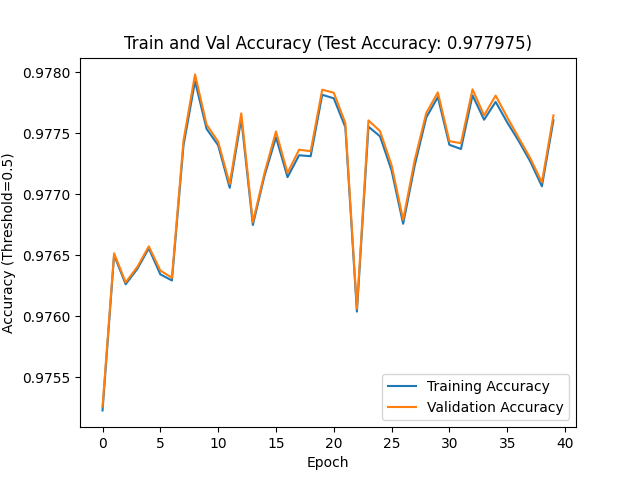 Train and Val Accuracy (Test Accuracy: 0.977975)
0.9780
0.9775
0.9770
0.9765
0.9760
0.9755
Accuracy (Threshold=0.5)
Training Accuracy
Validation Accuracy
0 5 10 15 20 25 30 35 40
Epoch